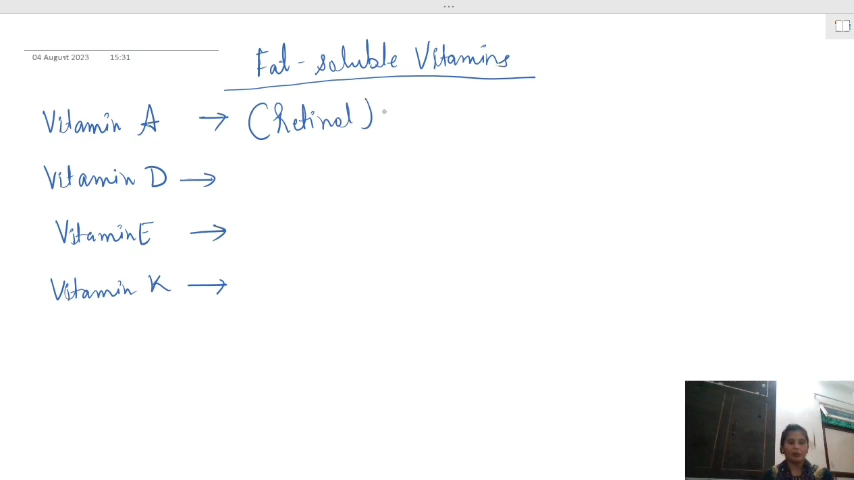 04 August 2023 15:31
Fat-soluble Vitamins
Vitamin A → (Retinol)
Vitamin D →
Vitamin E →
Vitamin K →